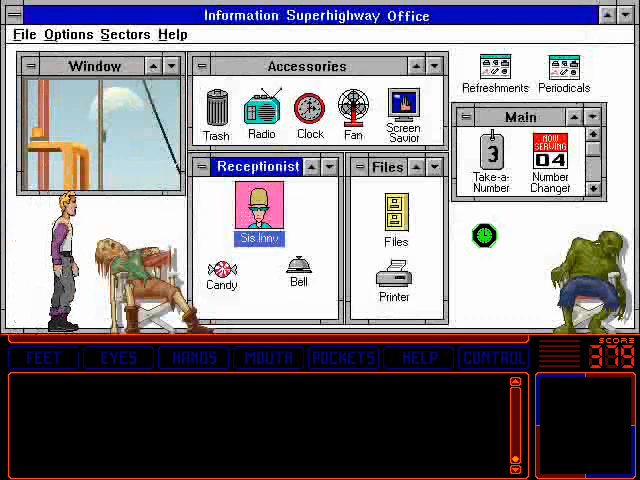 Information Superhighway Office
File Options Sectors Help
Window
Accessories
Trash
Radio
Clock
Fan
Screen
Savior
Refreshments
Periodicals
Main
3
Take-a-
Number
NOW
SERVING
04
Number
Changer
Receptionist
Sis Inny
Candy
Bell
Files
Files
Printer
FEET
EYES
HANDS
MOUTH
POCKETS
HELP
CONTROL
SCORE
379